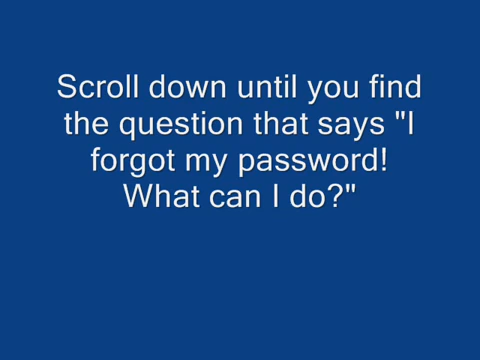 Scroll down until you find
the question that says "I
forgot my password!
What can I do?"